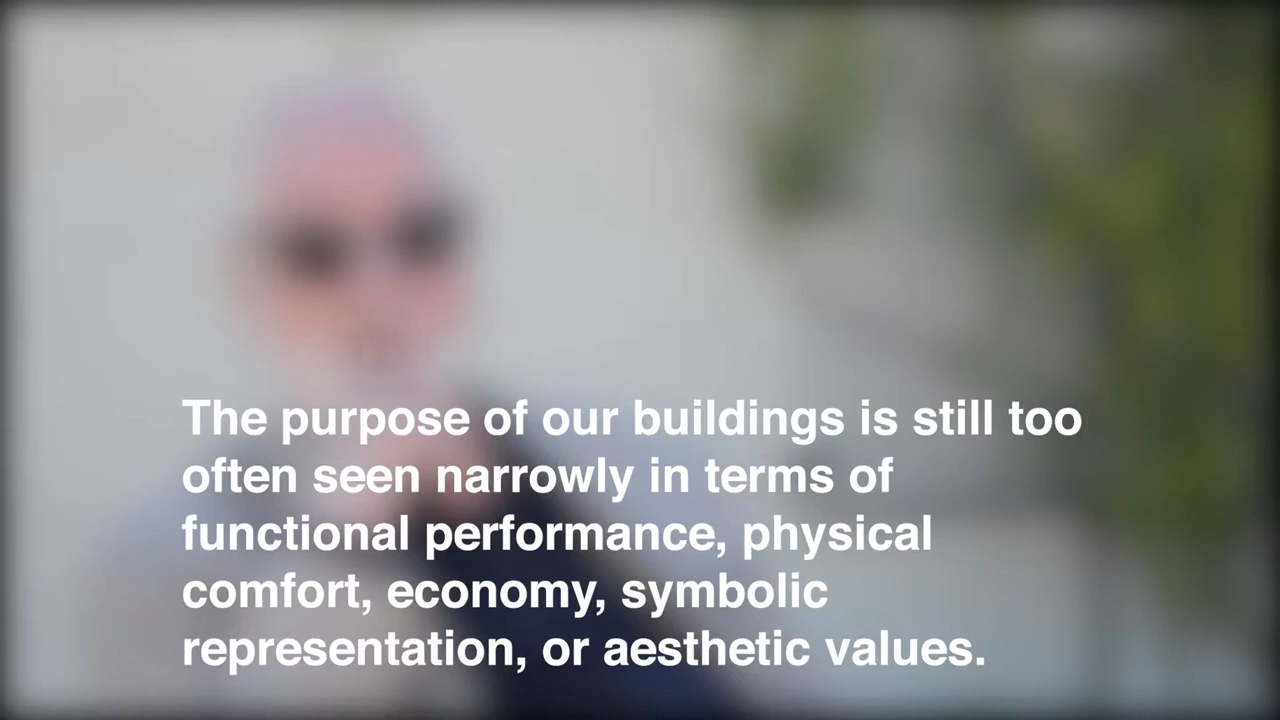 The purpose of our buildings is still too
often seen narrowly in terms of
functional performance, physical
comfort, economy, symbolic
representation, or aesthetic values.